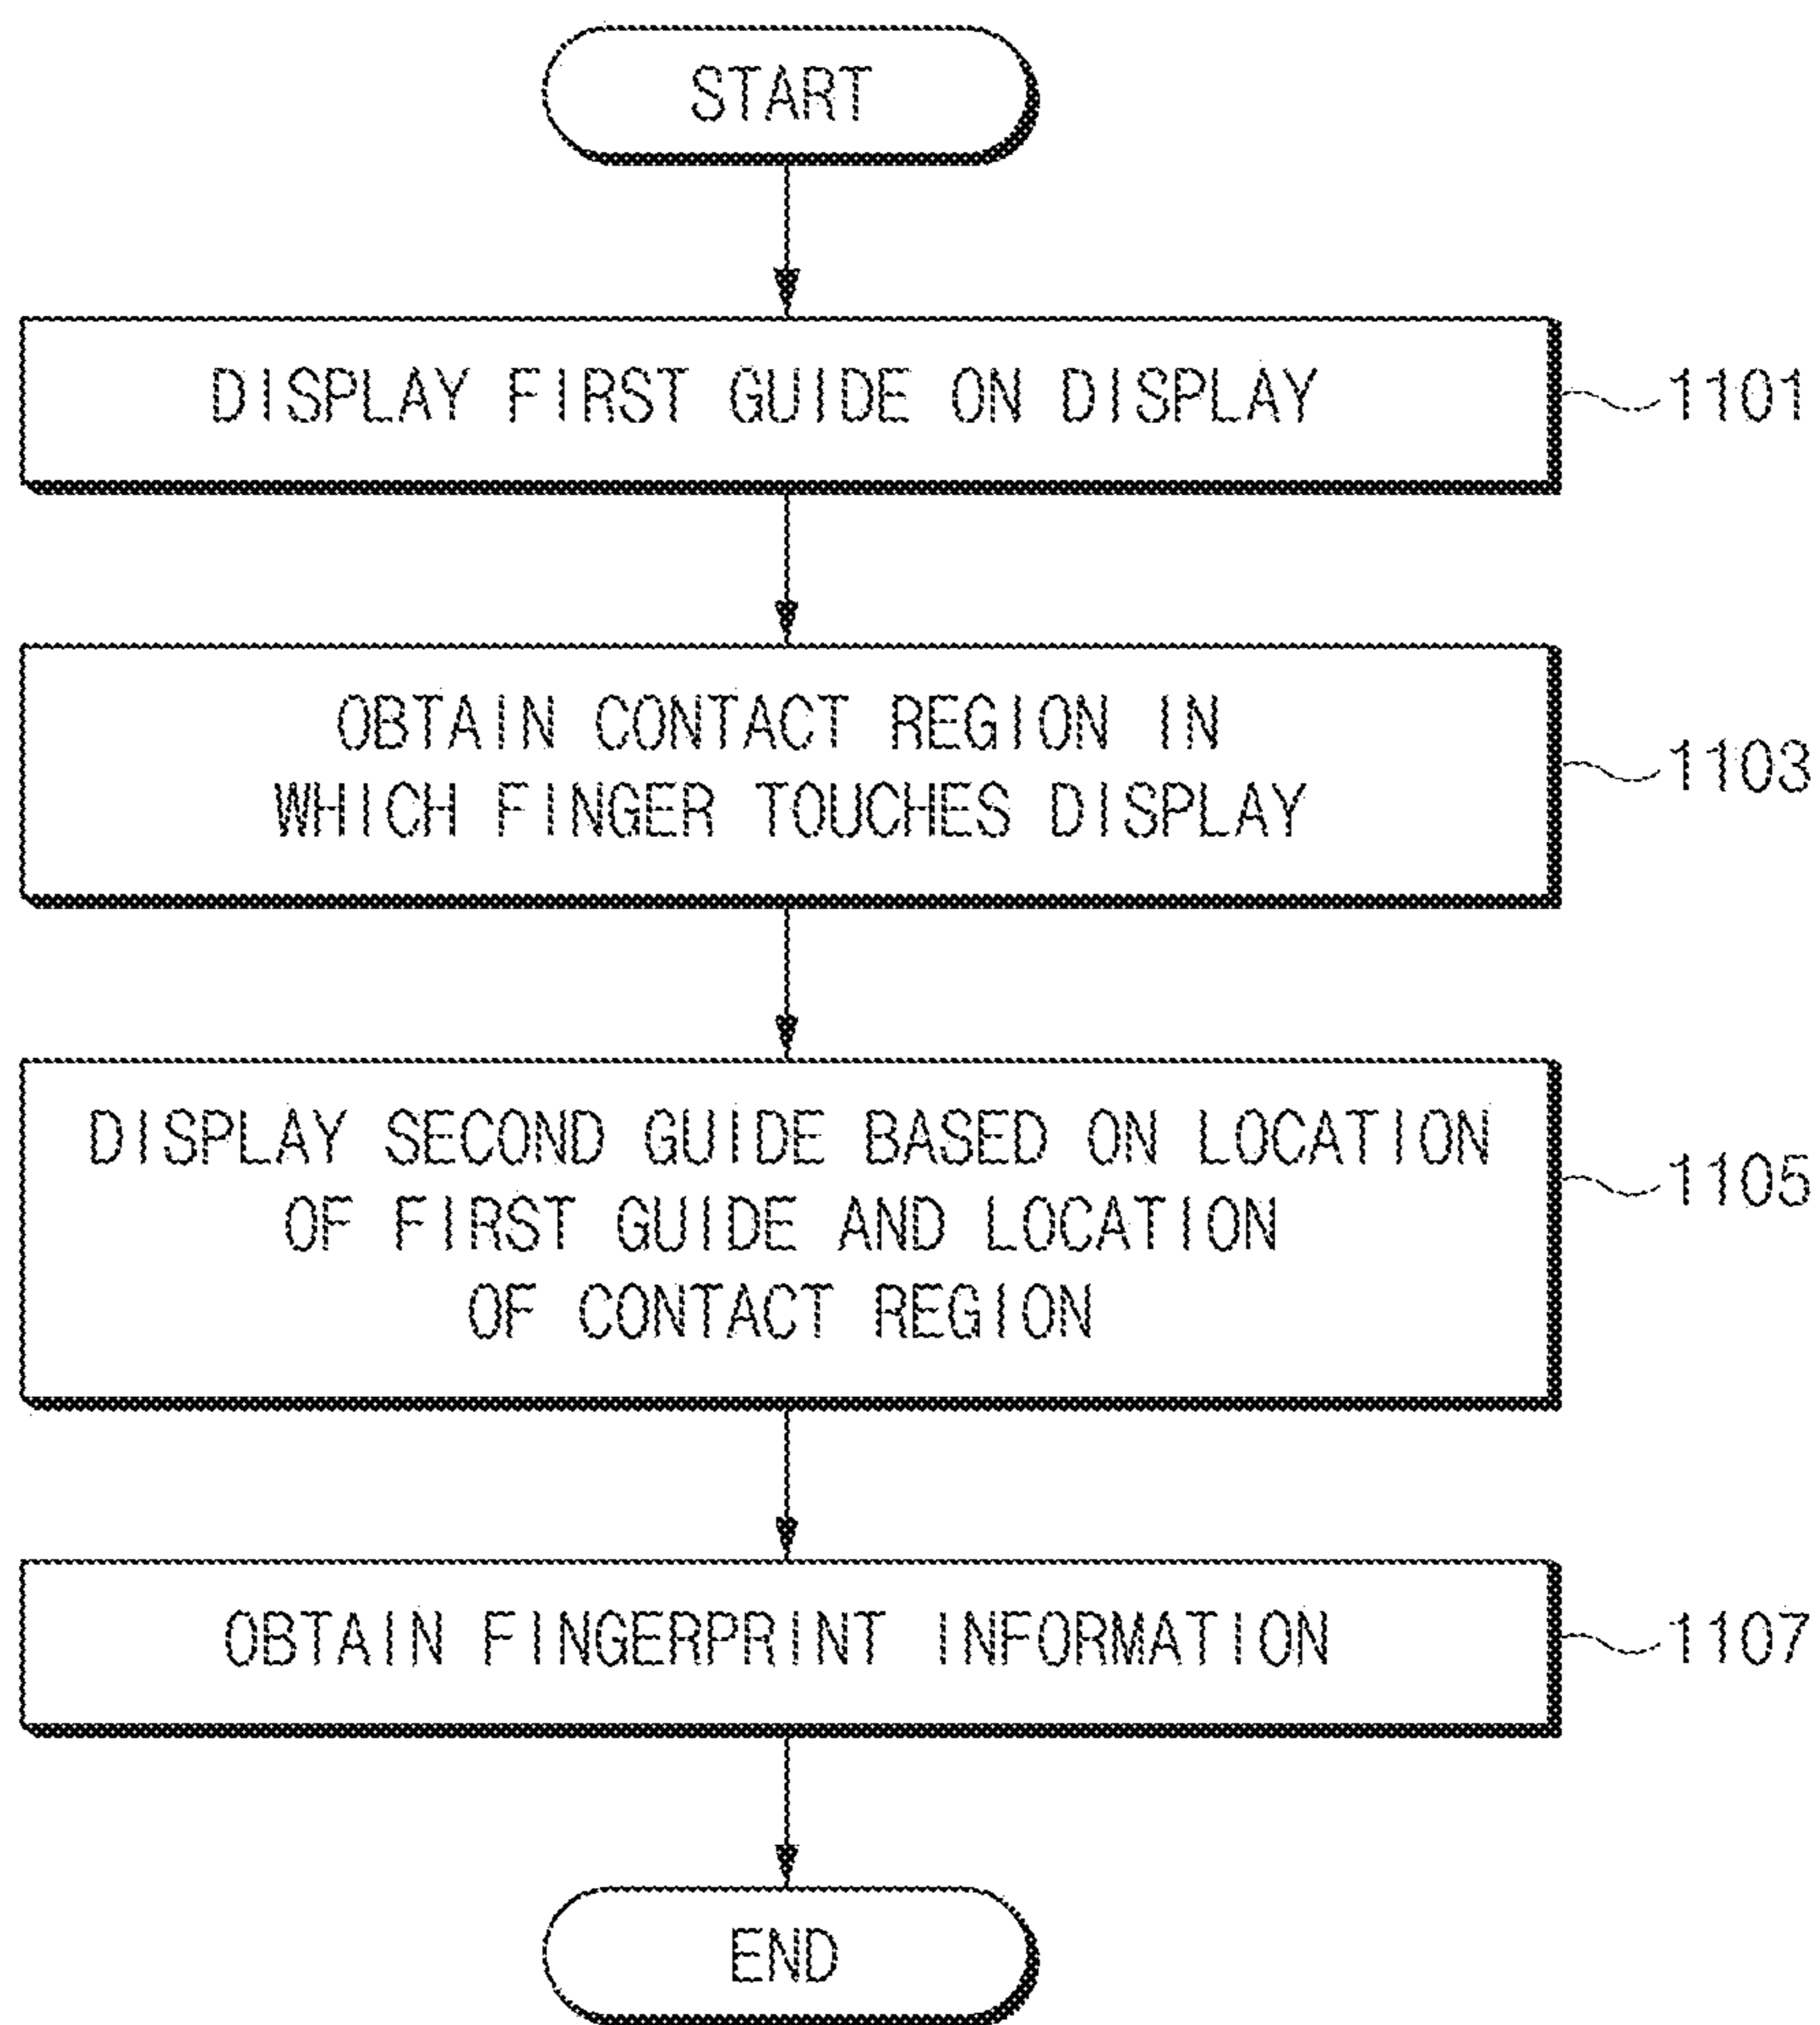 START
DISPLAY FIRST GUIDE ON DISPLAY
1101
OBTAIN CONTACT REGION IN
WHICH FINGER TOUCHES DISPLAY
1103
DISPLAY SECOND GUIDE BASED ON LOCATION
OF FIRST GUIDE AND LOCATION
OF CONTACT REGION
1105
OBTAIN FINGERPRINT INFORMATION
1107
END